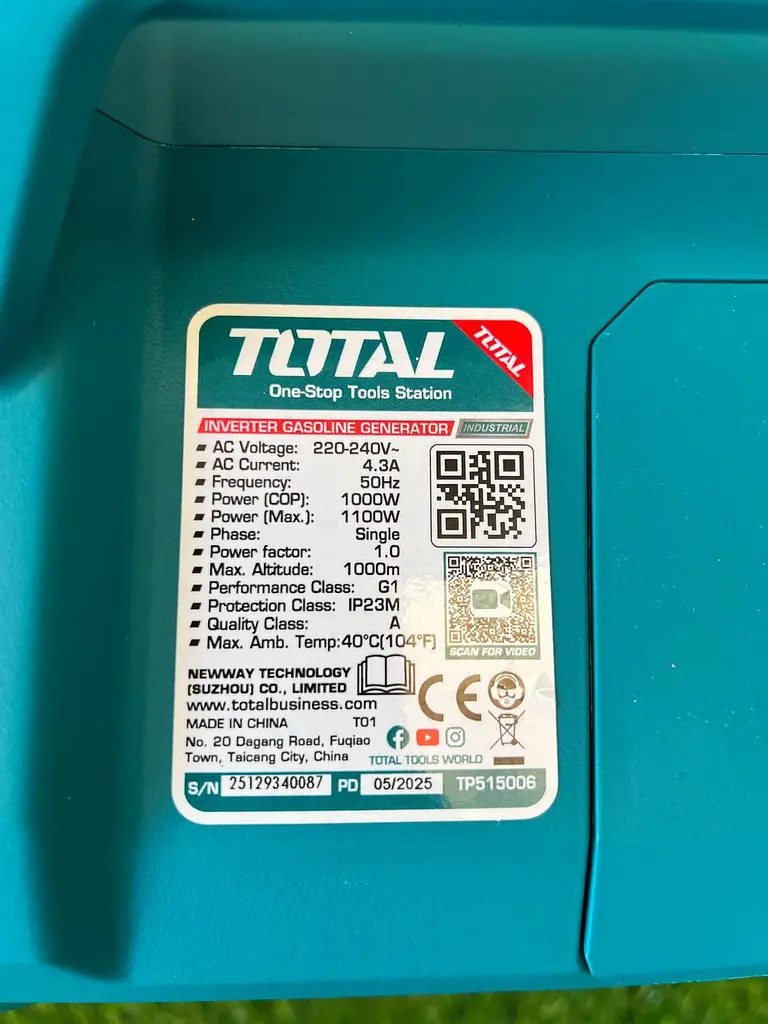 TOTAL
TOTAL
One-Stop Tools Station
INVERTER GASOLINE GENERATOR INDUSTRIAL
AC Voltage: 220-240V~
AC Current: 4.3A
Frequency: 50Hz
Power (COP): 1000W
Power (Max.): 1100W
Phase: Single
Power factor: 1.0
Max. Altitude: 1000m
Performance Class: G1
Protection Class: IP23M
Quality Class: A
Max. Amb. Temp:40°C(104°F)
SCAN FOR VIDEO
NEWWAY TECHNOLOGY
(SUZHOU) CO., LIMITED
www.totalbusiness.com
MADE IN CHINA T01
No. 20 Dagang Road, Fuqiao
Town, Taicang City, China
CE
TOTAL TOOLS WORLD
S/N 25129340087 PD 05/2025 TP515006